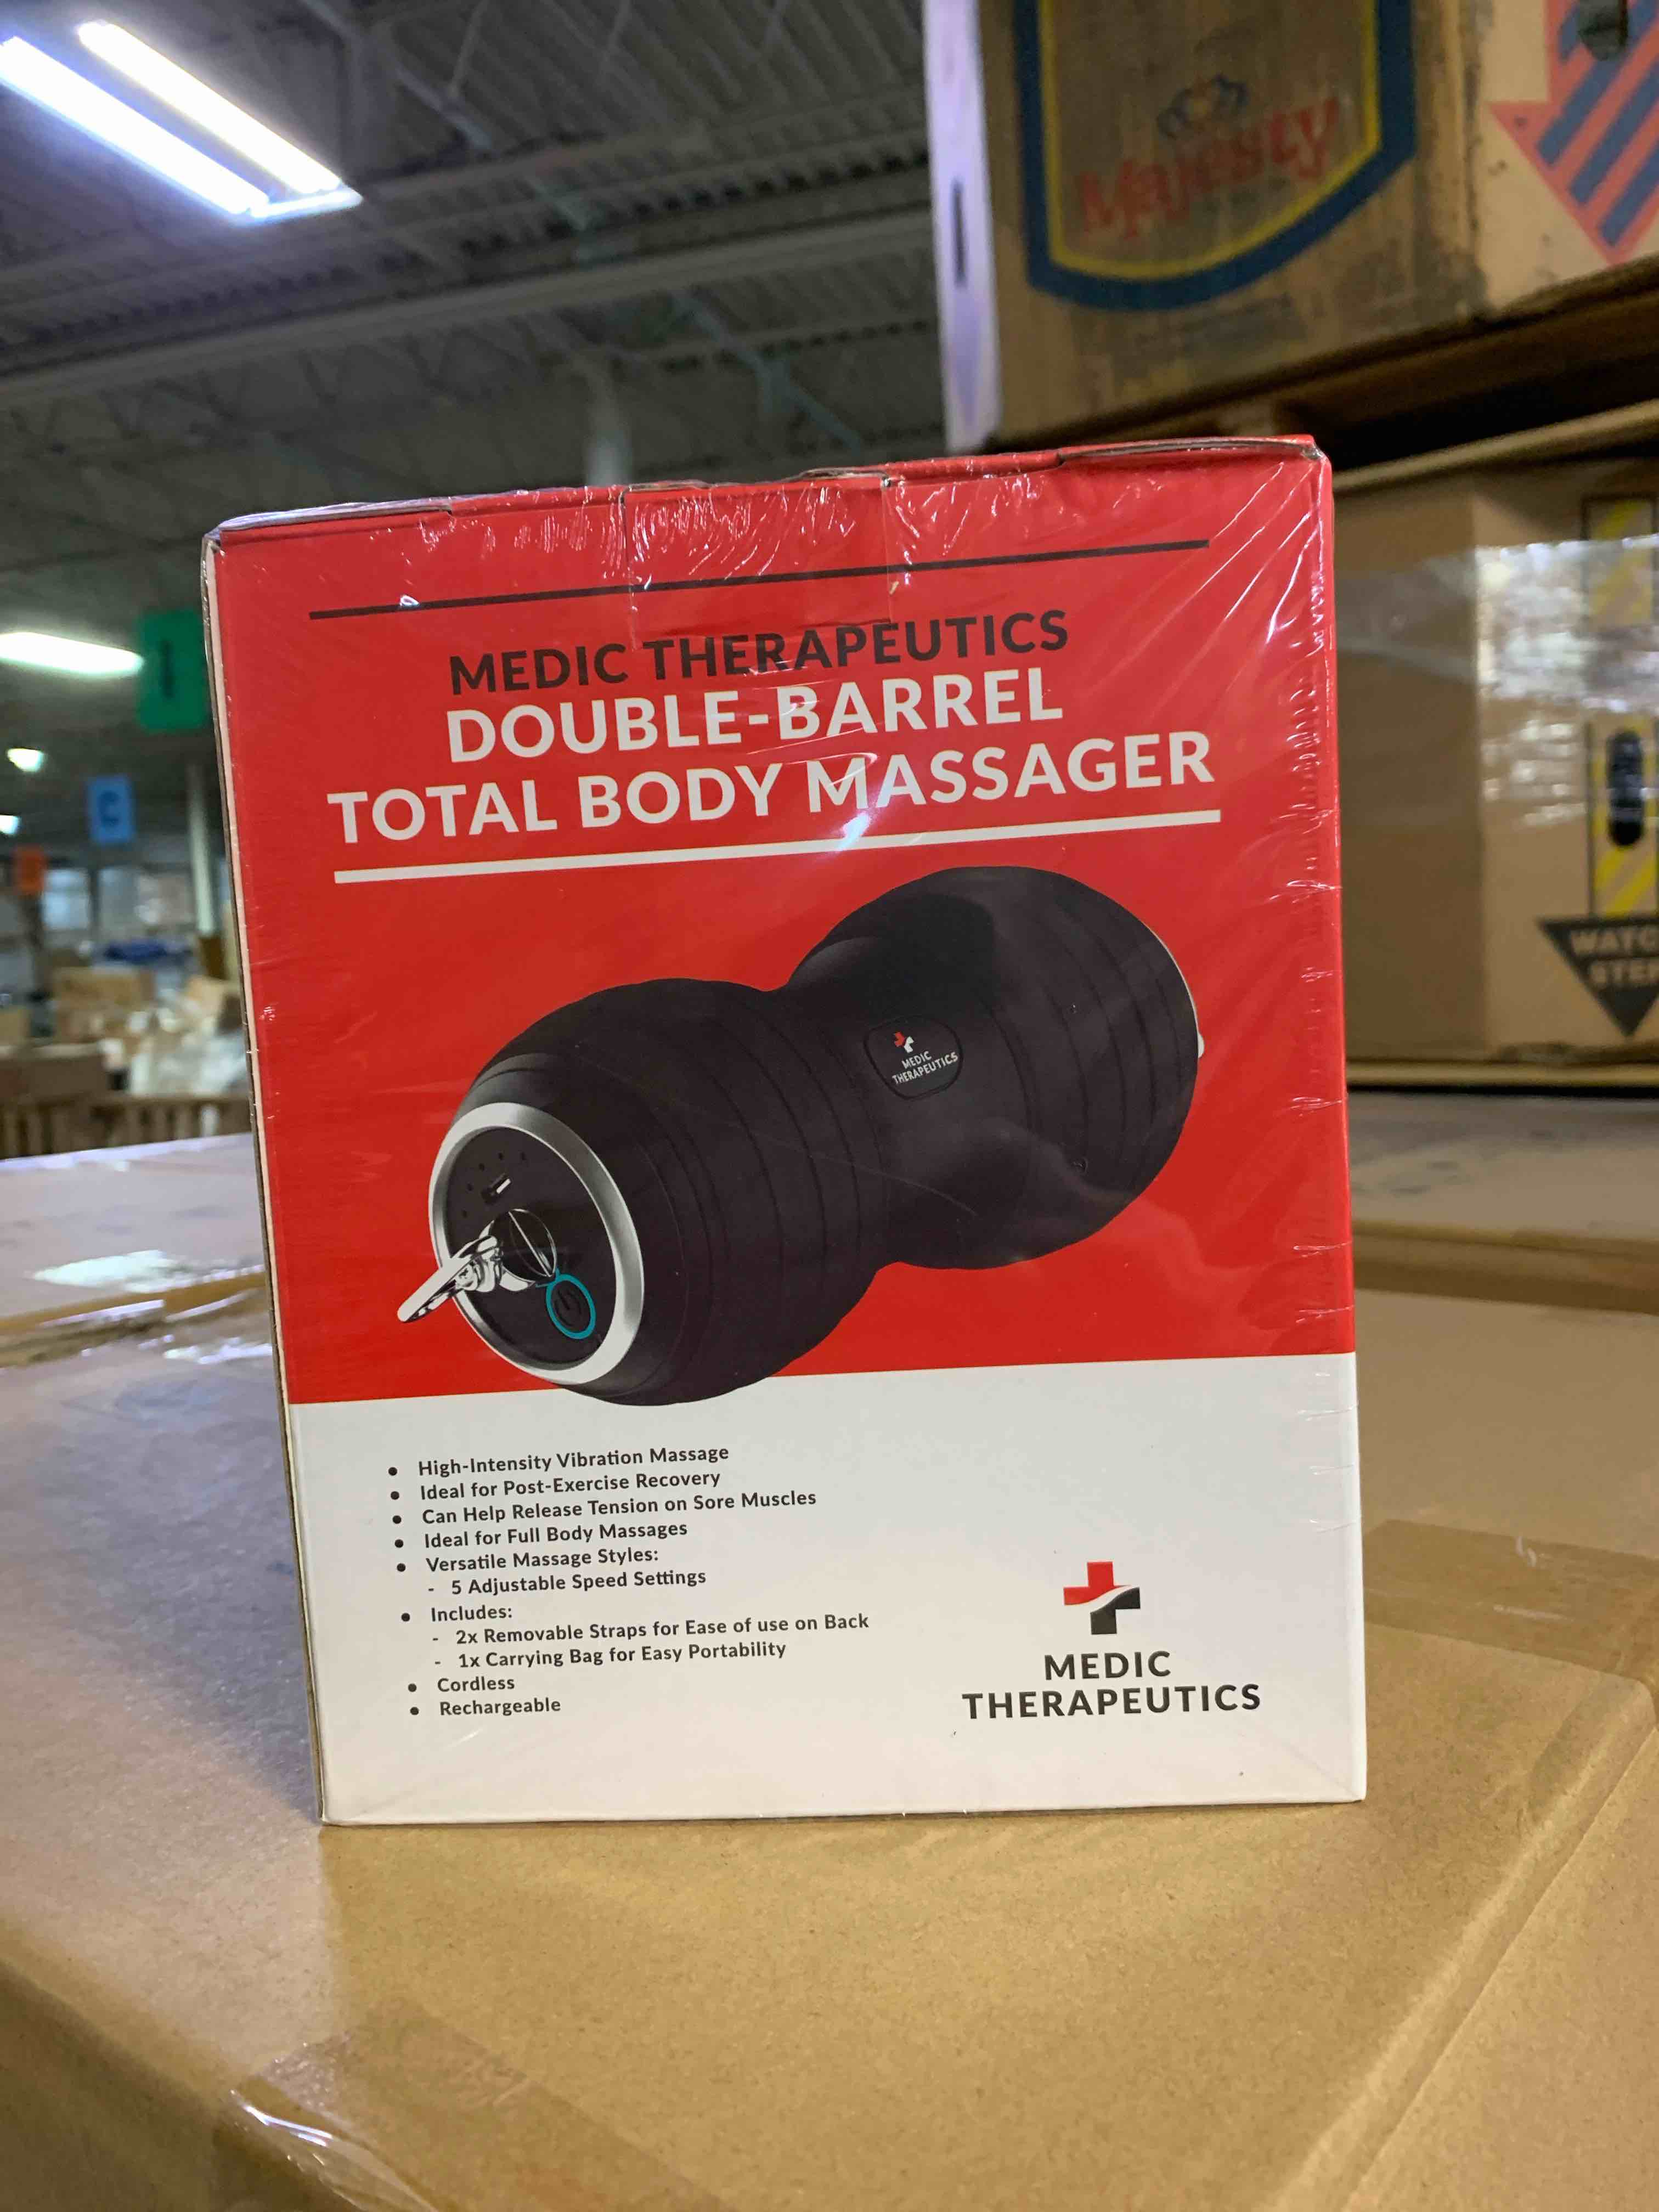 Majesty
MEDIC THERAPEUTICS
DOUBLE-BARREL
TOTAL BODY MASSAGER
MEDIC
THERAPEUTICS
• High-Intensity Vibration Massage
• Ideal for Post-Exercise Recovery
• Can Help Release Tension on Sore Muscles
• Ideal for Full Body Massages
• Versatile Massage Styles:
- 5 Adjustable Speed Settings
• Includes:
- 2x Removable Straps for Ease of use on Back
- 1x Carrying Bag for Easy Portability
• Cordless
• Rechargeable
MEDIC
THERAPEUTICS